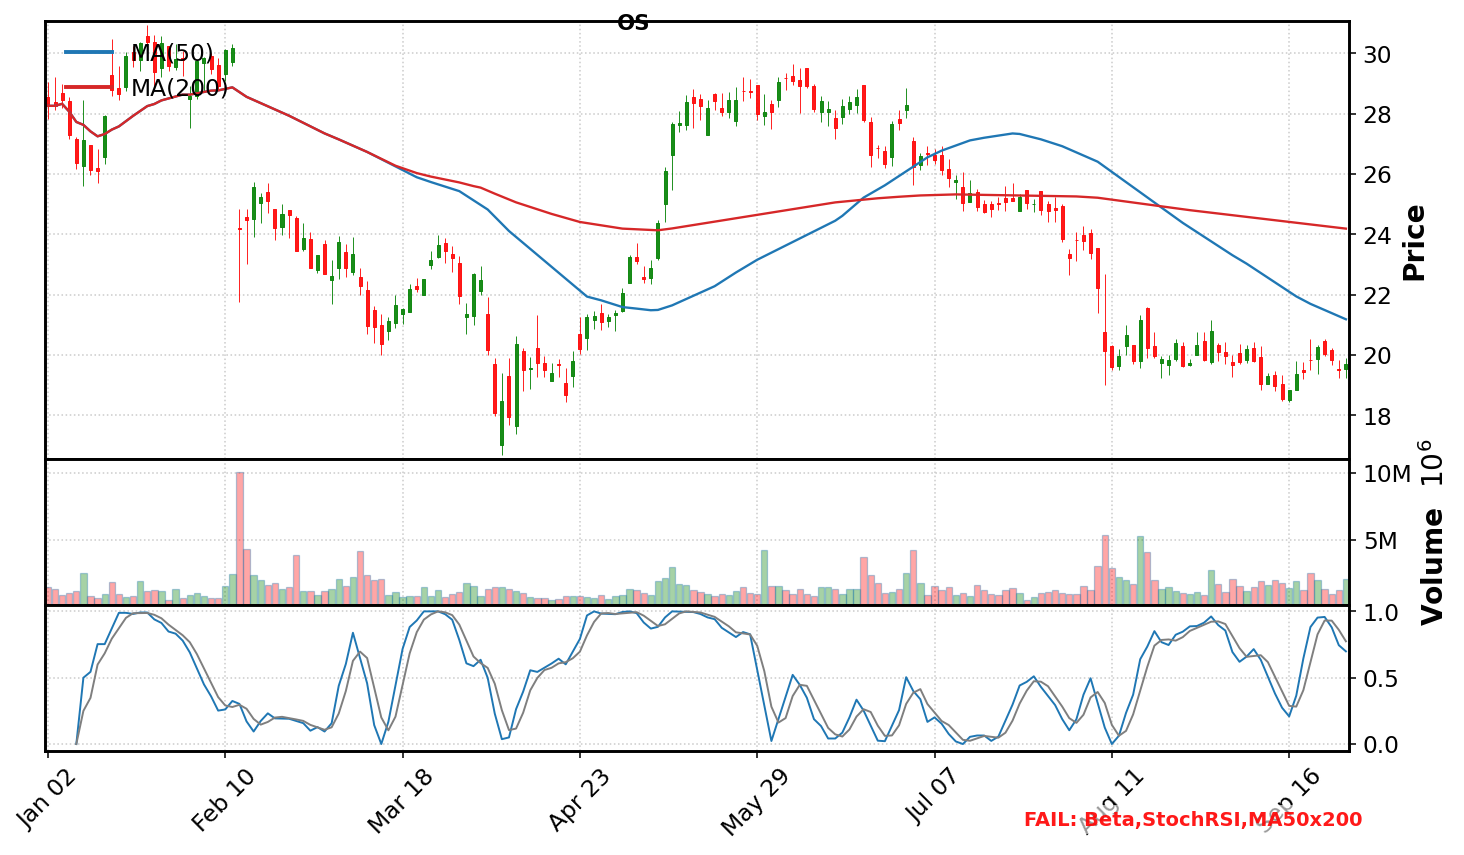 OS
MA(50)
MA(200)
30
28
26
24
22
20
18
Price
10M
5M
Volume 10^6
1.0
0.5
0.0
Jan 02
Feb 10
Mar 18
Apr 23
May 29
Jul 07
Aug 11
Sep 16
FAIL: Beta,StochRSI,MA50x200